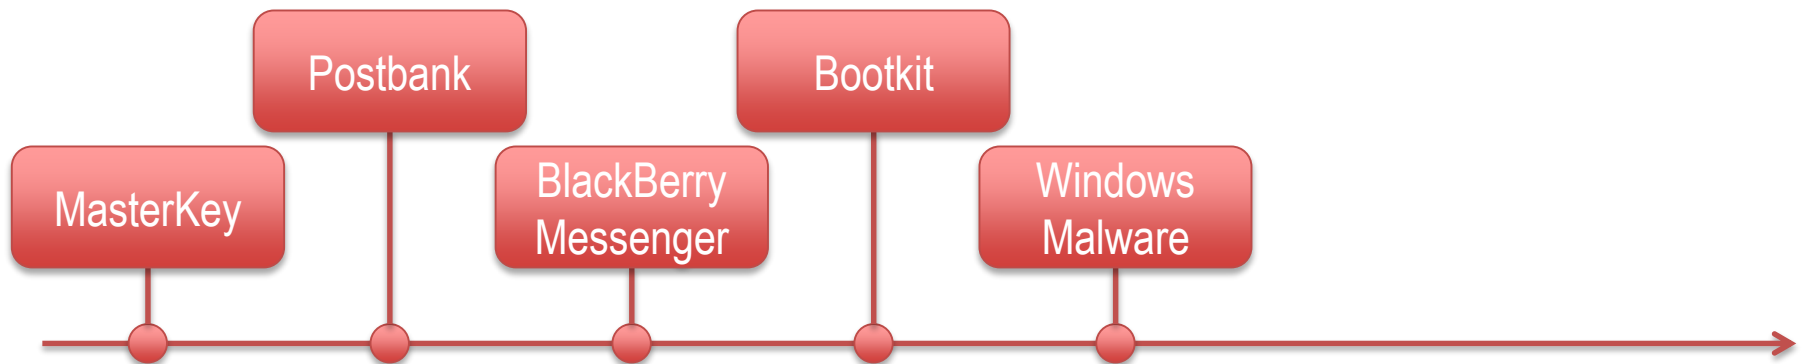 MasterKey
Postbank
BlackBerry
Messenger
Bootkit
Windows
Malware